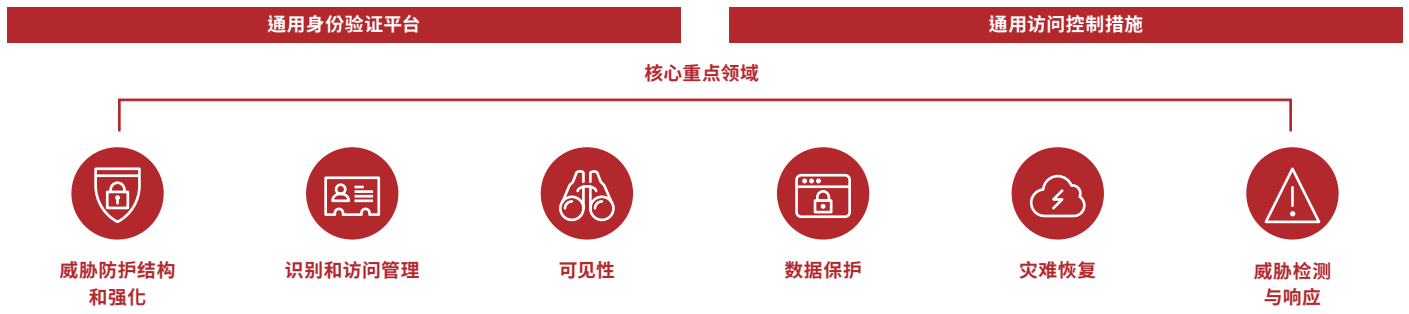 通用身份验证平台
通用访问控制措施
核心重点领域
威胁防护结构
和强化
识别和访问管理
可见性
数据保护
灾难恢复
威胁检测
与响应